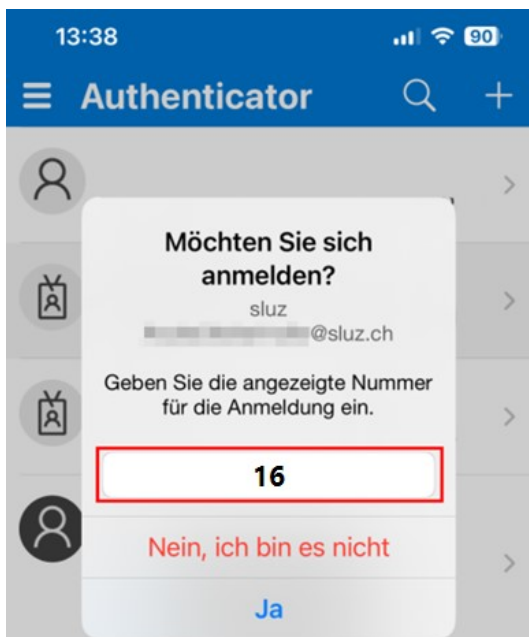 13:38
90
Authenticator
Möchten Sie sich
anmelden?
sluz
@sluz.ch
Geben Sie die angezeigte Nummer
für die Anmeldung ein.
16
Nein, ich bin es nicht
Ja